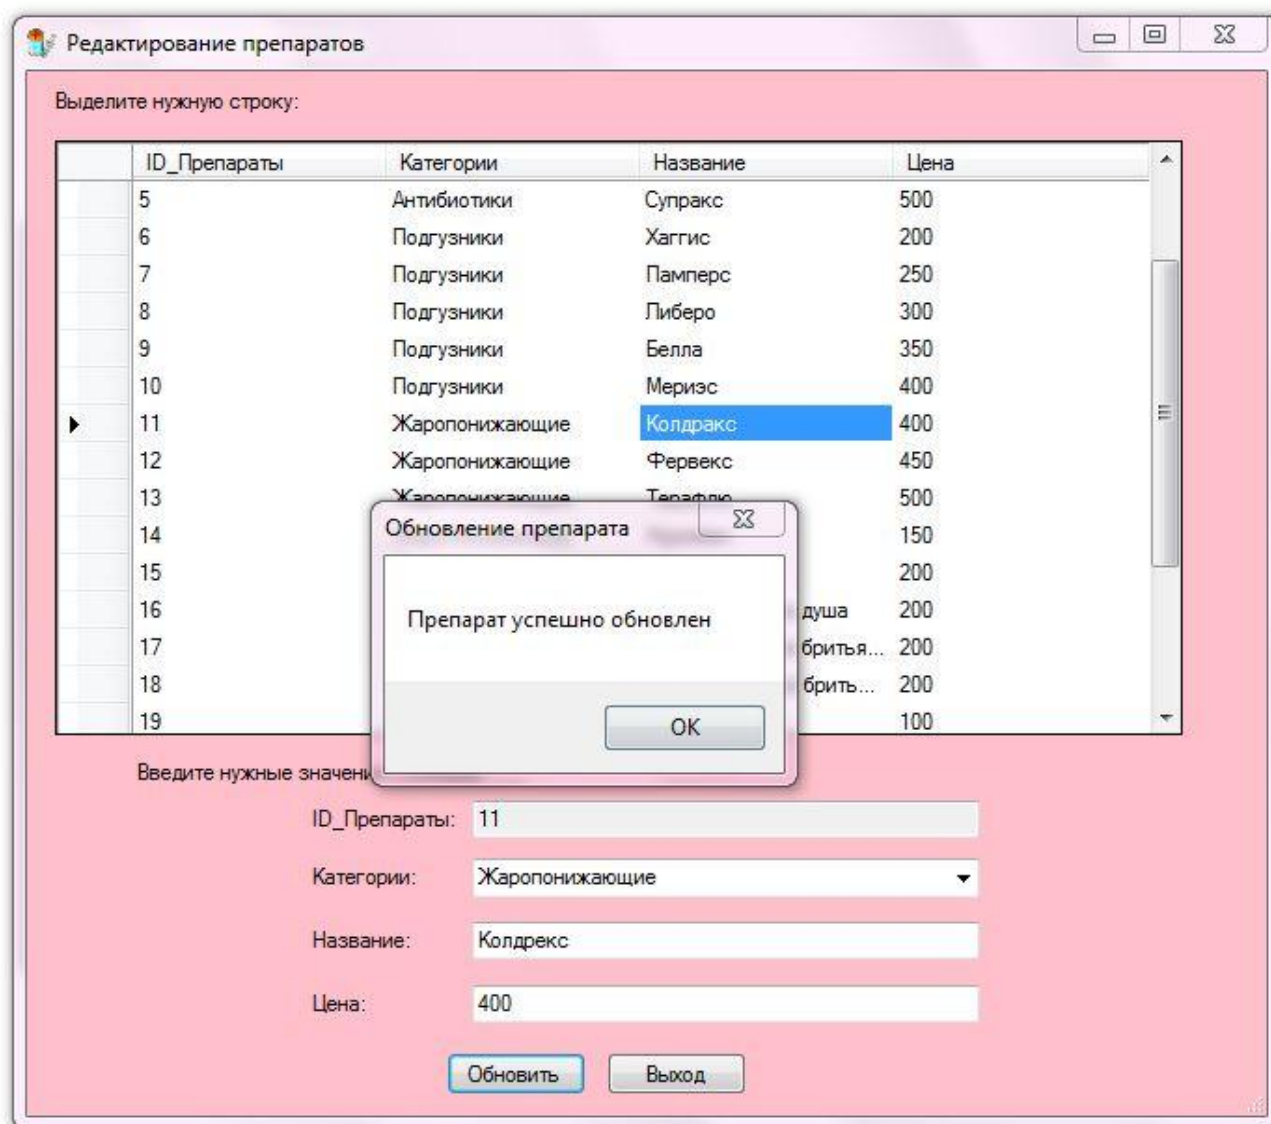 Редактирование препаратов
Выделите нужную строку:
ID_Препараты Категории Название Цена
5 Антибиотики Супракс 500
6 Подгузники Хаггис 200
7 Подгузники Памперс 250
8 Подгузники Либеро 300
9 Подгузники Белла 350
10 Подгузники Мериэс 400
11 Жаропонижающие Колдракс 400
12 Жаропонижающие Фервекс 450
13 Жаропонижающие Терафлю 500
14 150
15 200
16 душа 200
17 бритья... 200
18 брить... 200
19 100
Обновление препарата
Препарат успешно обновлен
OK
Введите нужные
ID_Препараты: 11
Категории: Жаропонижающие
Название: Колдрекс
Цена: 400
Обновить Выход